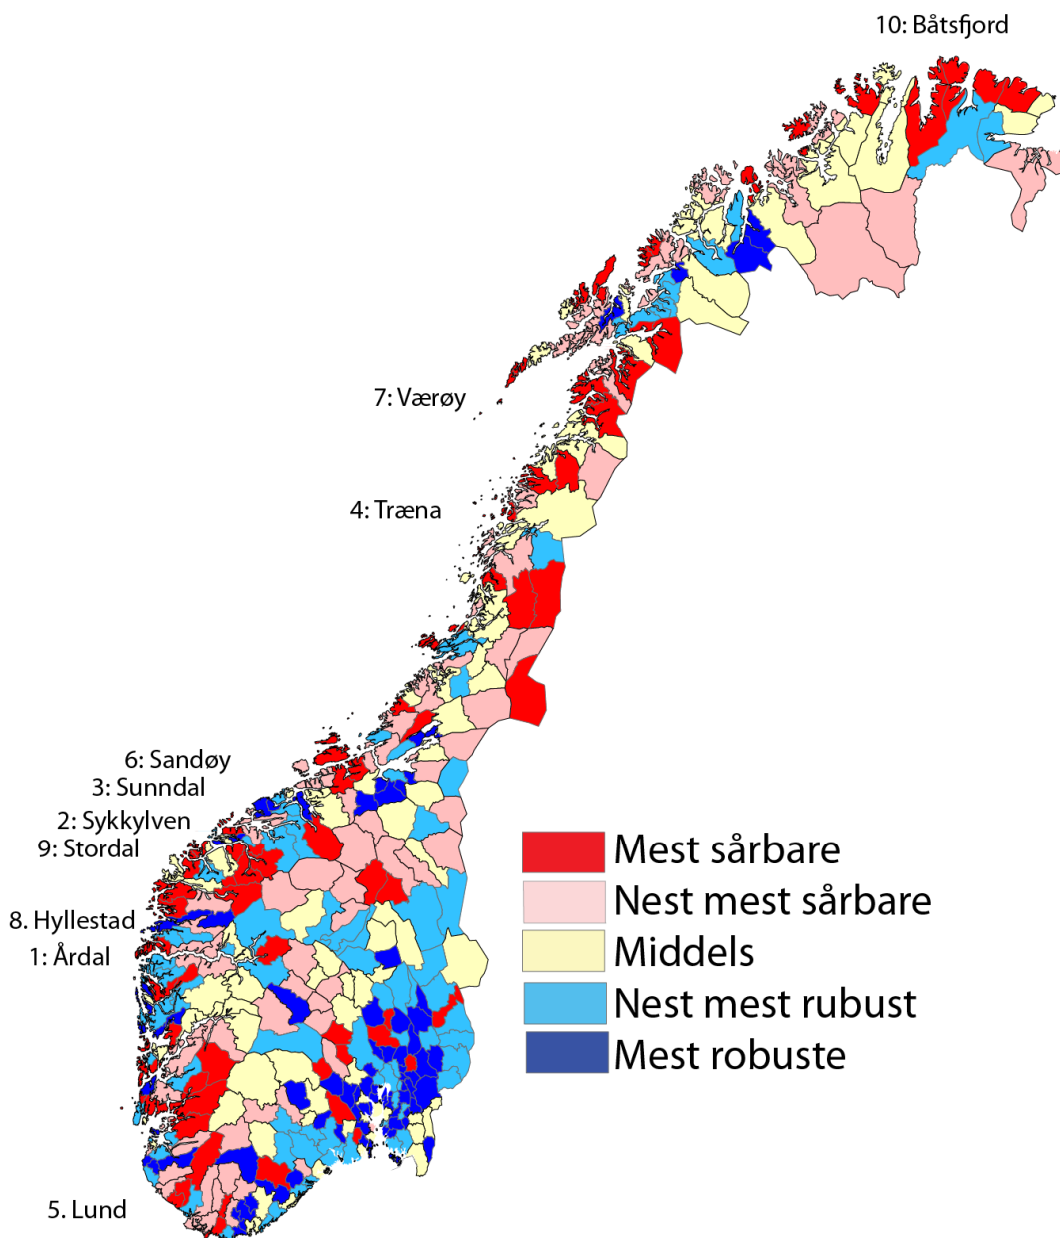 10: Båtsfjord
7: Værøy
4: Træna
6: Sandøy
3: Sunndal
2: Sykkylven
9: Stordal
8. Hyllestad
1: Årdal
5. Lund
Mest sårbare
Nest mest sårbare
Middels
Nest mest rubust
Mest robuste